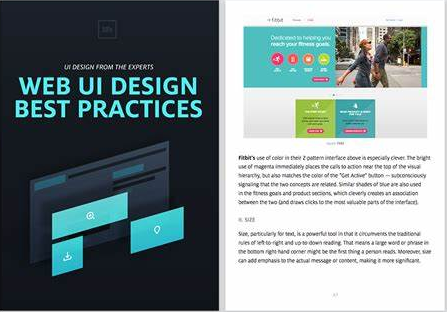 UI DESIGN FROM THE EXPERTS
WEB UI DESIGN
BEST PRACTICES
fitbit
Dedicated to helping you
reach your fitness goals.
Fitbit's use of color in their Z-pattern interface above is especially clever. The bright
use of magenta immediately places the calls to action near the top of the visual
hierarchy, but also matches the color of the "Get Active" button — subconsciously
signaling that the two concepts are related. Similar shades of blue are also used
in the fitness goals and product sections, which cleverly creates an association
between the two (and draws clicks to the most valuable parts of the interface).
II. SIZE
Size, particularly for text, is a powerful tool in that it circumvents the traditional
rules of left-to-right and up-to-down reading. That means a large word or phrase in
the bottom right-hand corner might be the first thing a person reads. Moreover, size
can add emphasis to the actual message or content, making it more significant.